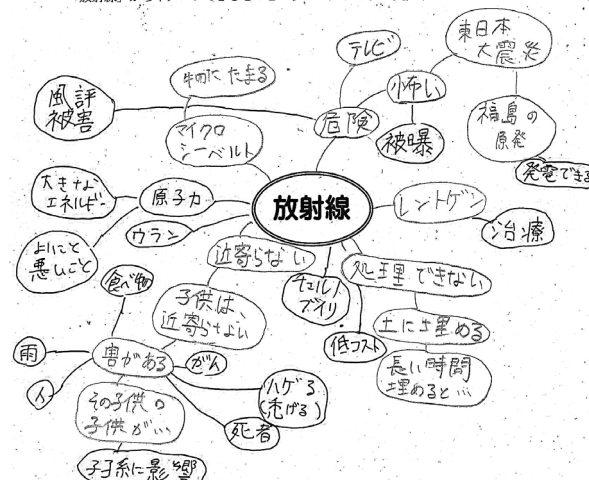 テレビ
東日本
大震災
怖い
牛の中にたまる
風評
被害
マイクロ
シーベルト
危険
被曝
福島の
原発
発電できる
大きな
エネルギー
原子力
放射線
レントゲン
治療
ウラン
近寄らない
よいこと
悪いこと
食べ物
子供は、
近寄らせない
チェルノ
ブイリ
処理できない
低コスト
土に埋める
長い時間
埋めると…
雨
害がある
がん
人
ハゲる
(禿げる)
死者
その子供の
子供が…
子孫に影響